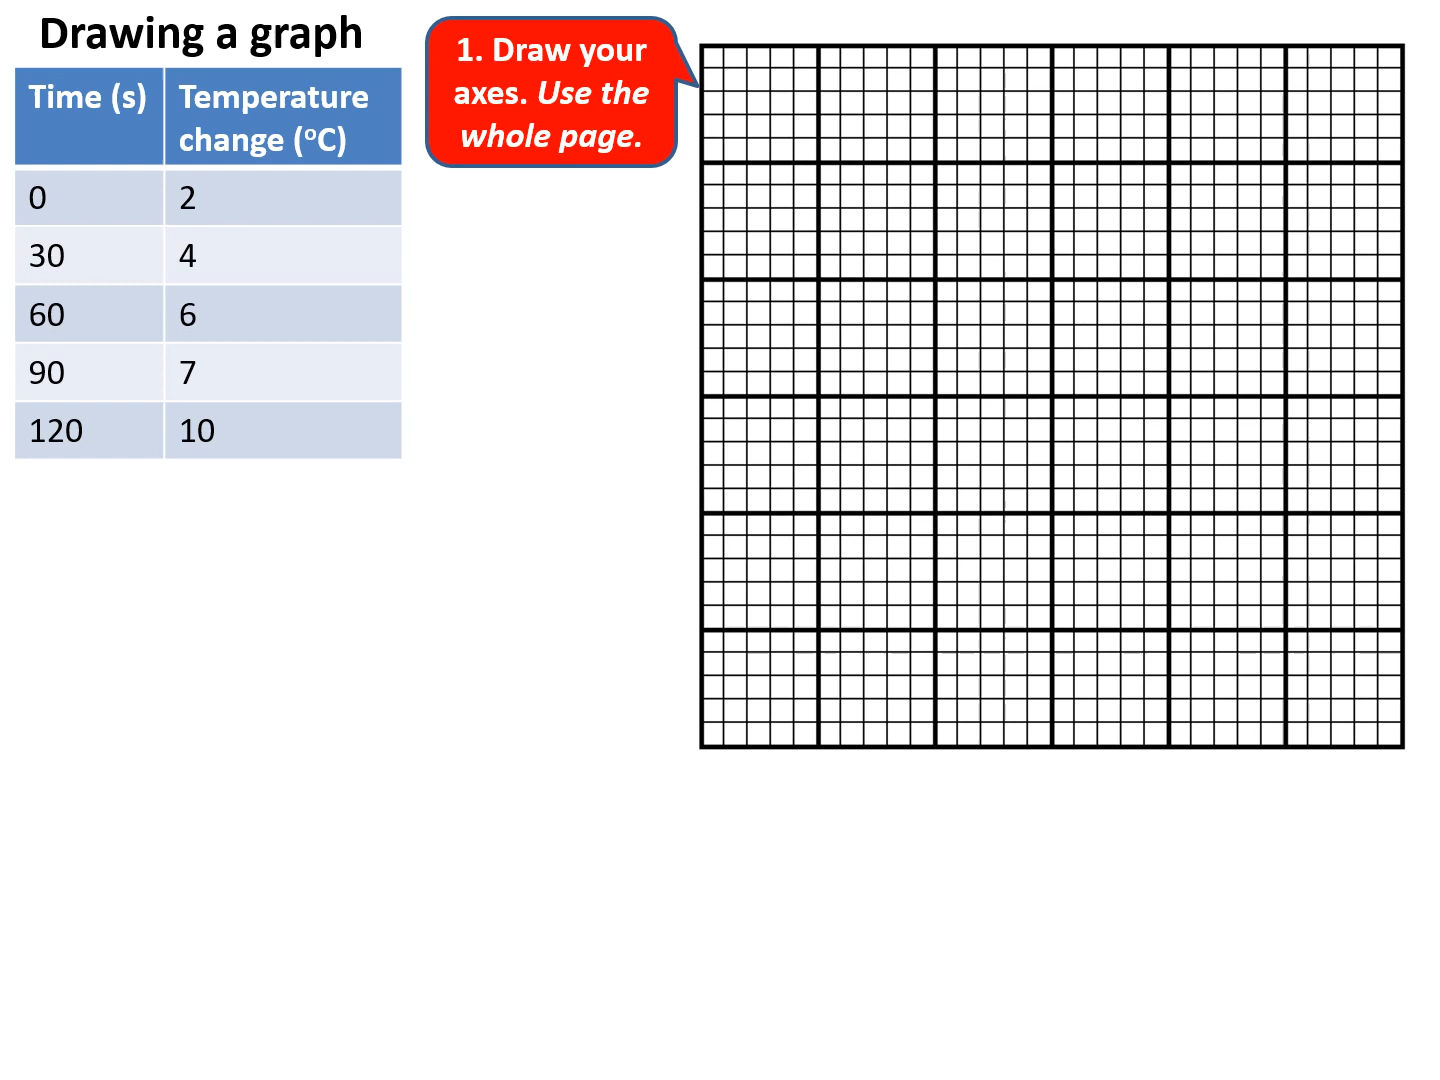 Drawing a graph
Time (s) Temperature
change (°C)
0 2
30 4
60 6
90 7
120 10
1. Draw your
axes. Use the
whole page.